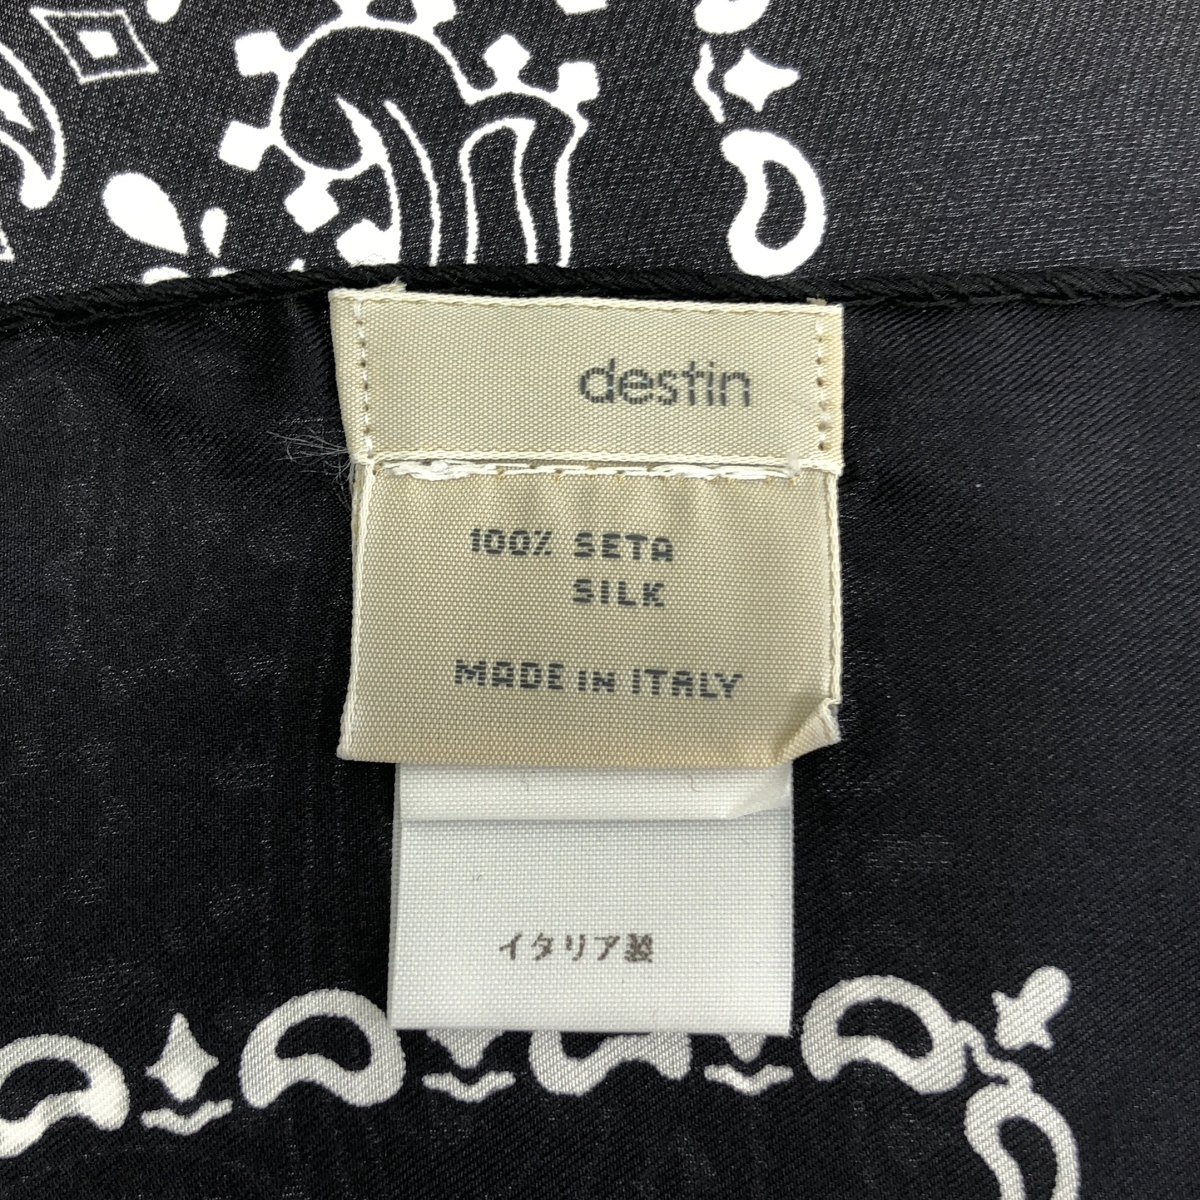 destin
100% SETA
SILK
MADE IN ITALY
イタリア製